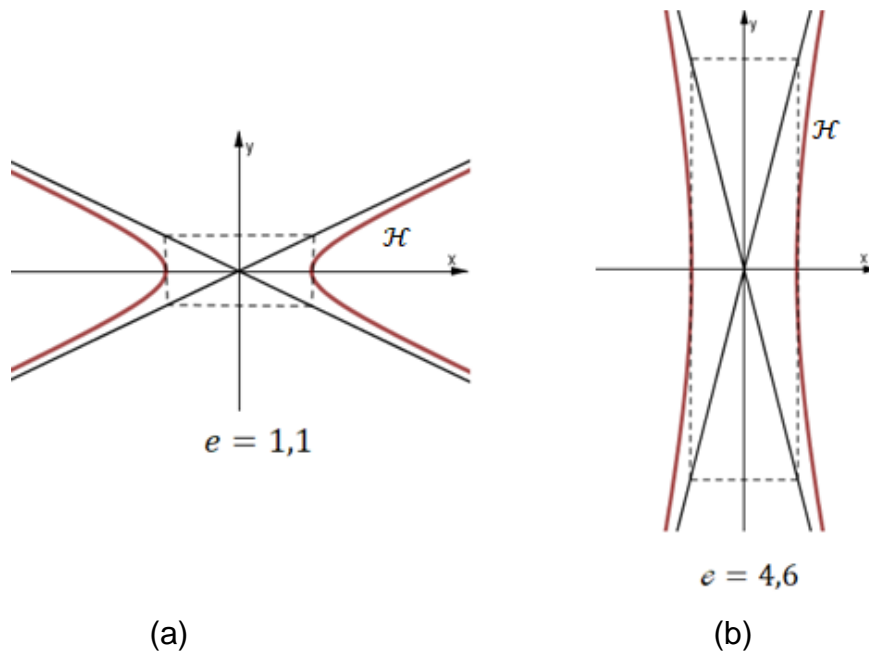 y
x
ℋ
e = 1,1
(a)
y
x
ℋ
e = 4,6
(b)